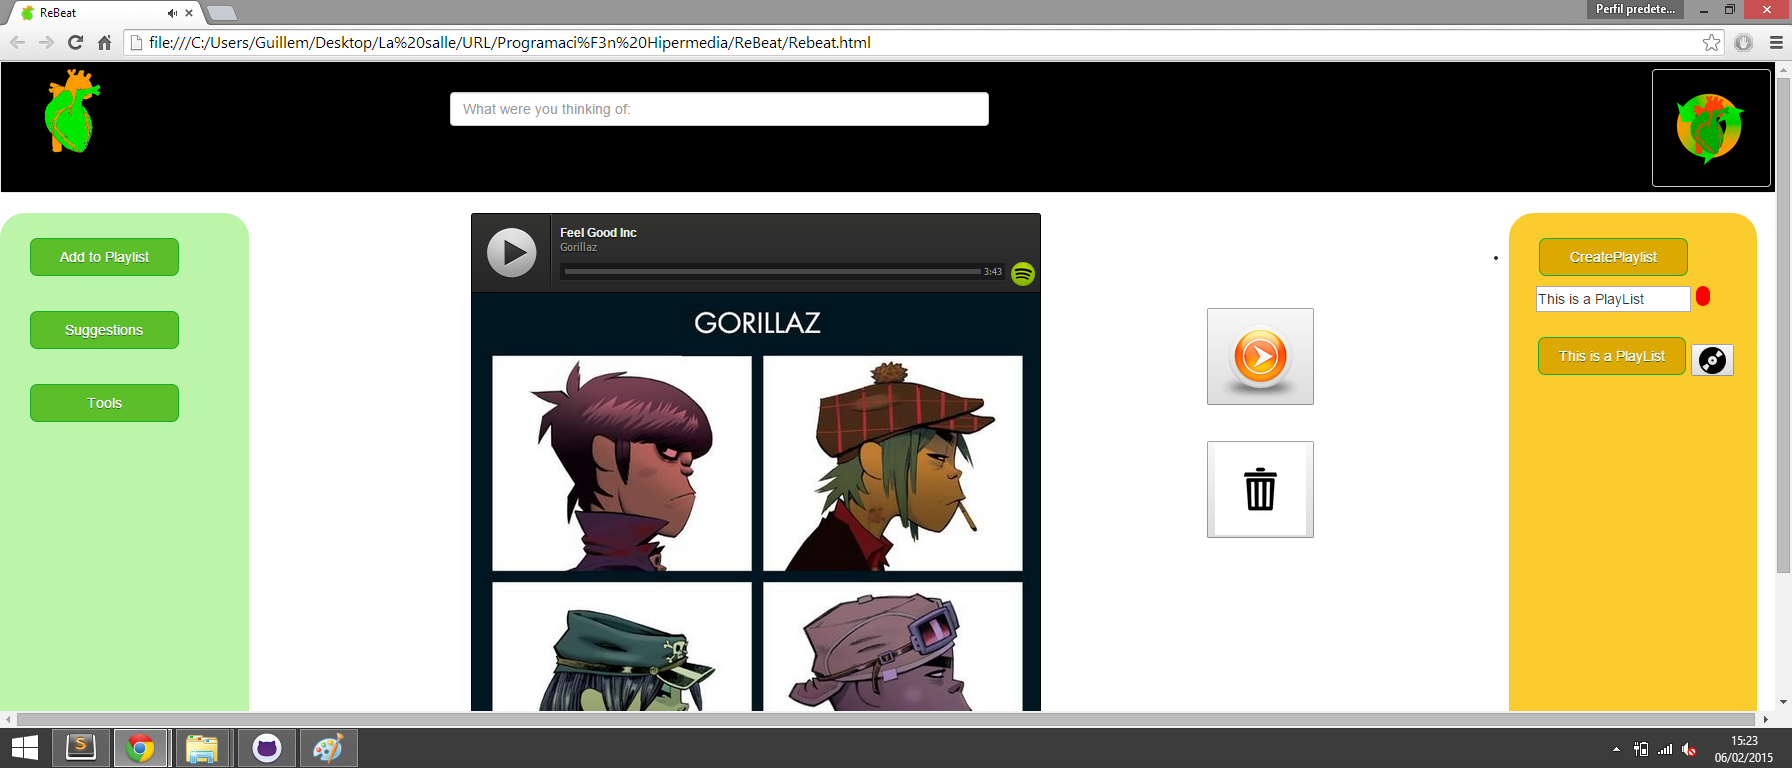 ReBeat
Perfil predete...
file:///C:/Users/Guillem/Desktop/La%20salle/URL/Programaci%F3n%20Hipermedia/ReBeat/Rebeat.html
What were you thinking of:
Add to Playlist
Suggestions
Tools
Feel Good Inc
Gorillaz
3:43
GORILLAZ
CreatePlaylist
This is a PlayList
This is a PlayList
S
15:23
06/02/2015